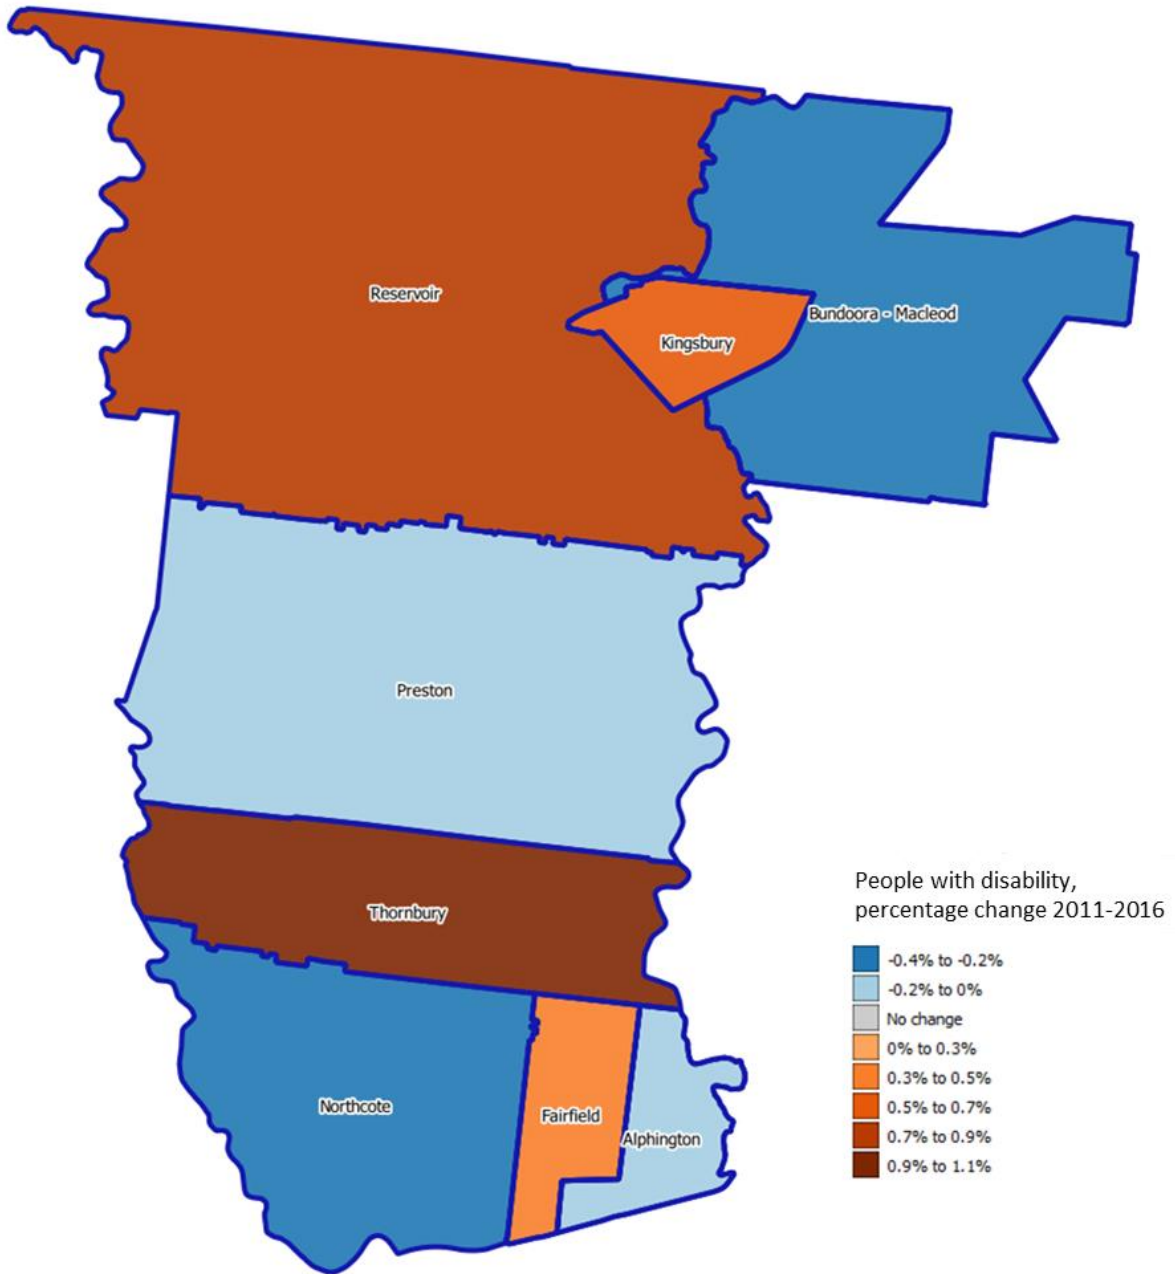 Reservoir
Bundoora - Macleod
Kingsbury
Preston
Thornbury
Northcote
Fairfield
Alphington
People with disability,
percentage change 2011-2016
-0.4% to -0.2%
-0.2% to 0%
No change
0% to 0.3%
0.3% to 0.5%
0.5% to 0.7%
0.7% to 0.9%
0.9% to 1.1%